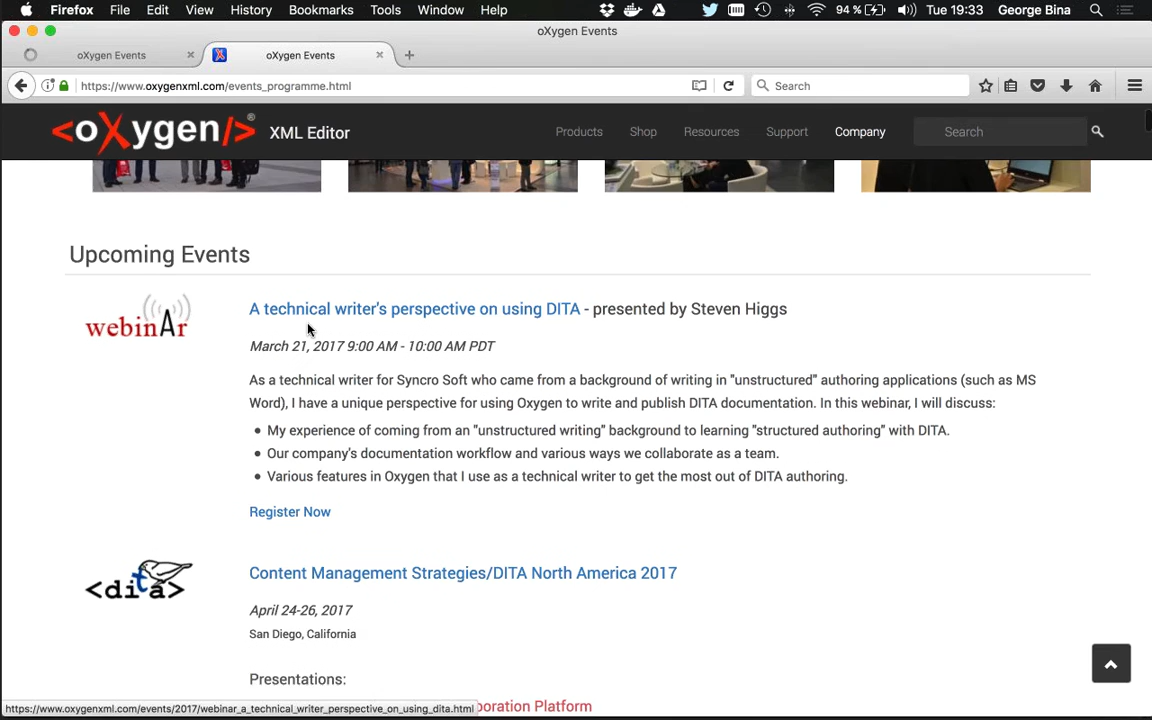 Firefox File Edit View History Bookmarks Tools Window Help 94 % Tue 19:33 George Bina
oXygen Events
oXygen Events
oXygen Events
https://www.oxygenxml.com/events_programme.html
Search
<oXygen/>® XML Editor
Products Shop Resources Support Company Search
Upcoming Events
webinAr
A technical writer's perspective on using DITA - presented by Steven Higgs
March 21, 2017 9:00 AM - 10:00 AM PDT
As a technical writer for Syncro Soft who came from a background of writing in "unstructured" authoring applications (such as MS
Word), I have a unique perspective for using Oxygen to write and publish DITA documentation. In this webinar, I will discuss:
• My experience of coming from an "unstructured writing" background to learning "structured authoring" with DITA.
• Our company's documentation workflow and various ways we collaborate as a team.
• Various features in Oxygen that I use as a technical writer to get the most out of DITA authoring.
Register Now
<dita>
Content Management Strategies/DITA North America 2017
April 24-26, 2017
San Diego, California
Presentations:
https://www.oxygenxml.com/events/2017/webinar_a_technical_writer_perspective_on_using_dita.html
Platform